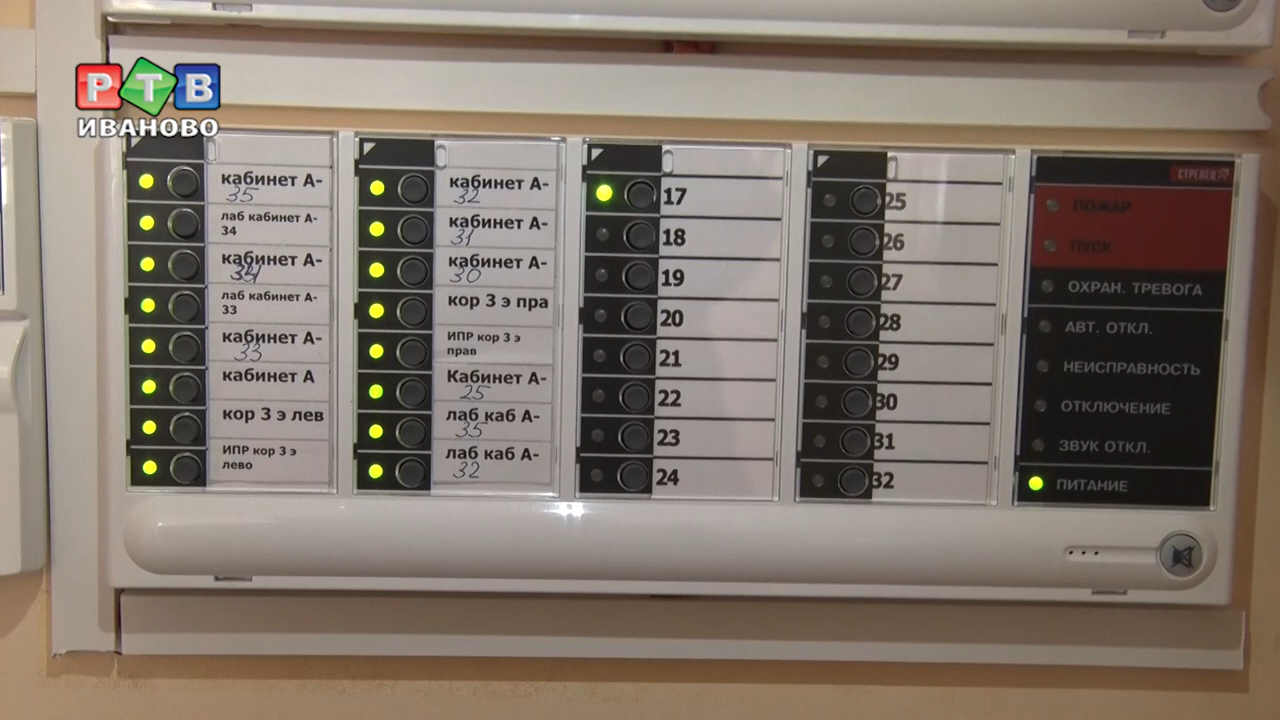 РТВ
ИВАНОВО
кабинет А-
35
лаб кабинет А-
34
кабинет А-
34
лаб кабинет А-
33
кабинет А-
33
кабинет А
кор 3 э лев
ИПР кор 3 э
лево
кабинет А-
32
кабинет А-
31
кабинет А-
30
кор 3 э пра
ИПР кор 3 э
прав
Кабинет А-
25
лаб каб А-
35
лаб каб А-
32
17
18
19
20
21
22
23
24
25
26
27
28
29
30
31
32
СТРЕЛЕЦ
ПОЖАР
ПУСК
ОХРАН. ТРЕВОГА
АВТ. ОТКЛ.
НЕИСПРАВНОСТЬ
ОТКЛЮЧЕНИЕ
ЗВУК ОТКЛ.
ПИТАНИЕ